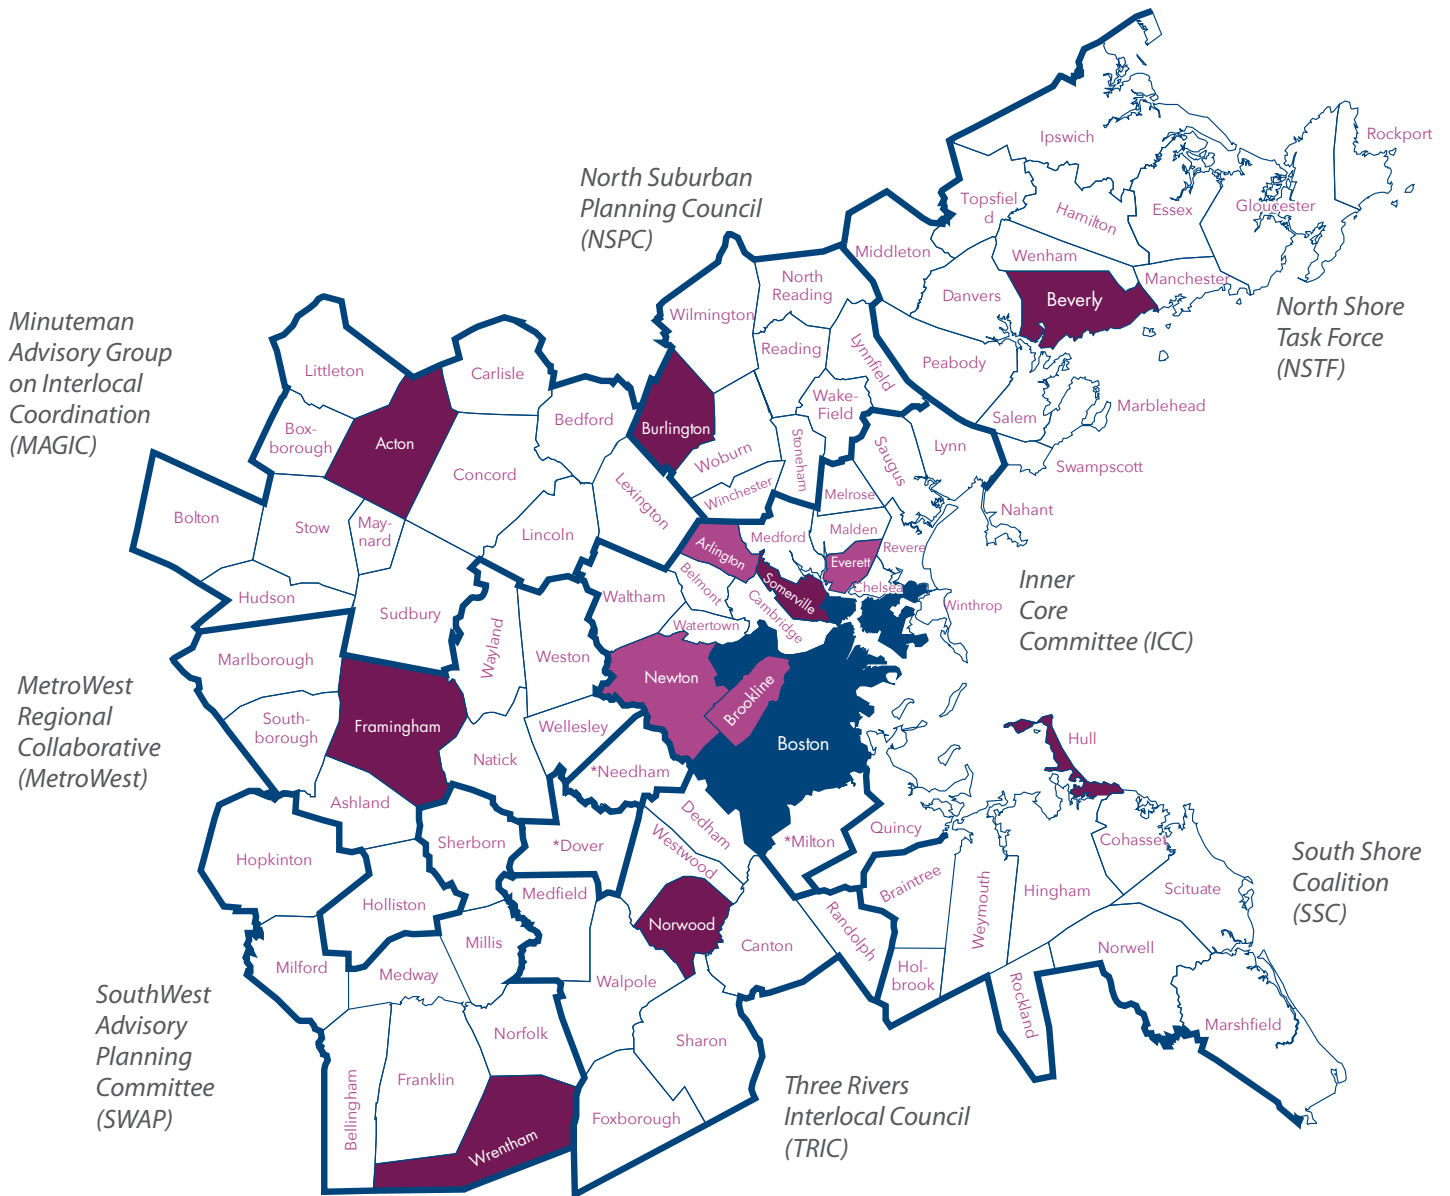 Ipswich
Rockport
North Suburban
Planning Council
(NSPC)
Topsfiel
d
Hamilton
Essex
Gloucester
Middleton
Wenham
North
Reading
Danvers
Beverly
Manchester
North Shore
Task Force
(NSTF)
Wilmington
Minuteman
Advisory Group
on Interlocal
Coordination
(MAGIC)
Reading
Lynnfield
Peabody
Littleton
Carlisle
Wake-
Field
Salem
Marblehead
Bedford
Burlington
Box-
borough
Acton
Woburn
Stoneham
Saugus
Lynn
Swampscott
Concord
Lexington
Winchester
Melrose
Nahant
Bolton
Stow
May-
nard
Lincoln
Arlington
Medford
Malden
Revere
Everett
Chelsea
Somerville
Belmont
Hudson
Sudbury
Waltham
Cambridge
Watertown
Winthrop
Inner
Core
Committee (ICC)
Marlborough
Wayland
Weston
Newton
Brookline
MetroWest
Regional
Collaborative
(MetroWest)
South-
borough
Framingham
Wellesley
Boston
Hull
Natick
*Needham
Ashland
Dedham
Quincy
Sherborn
*Dover
Westwood
*Milton
Cohasset
Hopkinton
South Shore
Coalition
(SSC)
Medfield
Braintree
Weymouth
Hingham
Scituate
Holliston
Norwood
Randolph
Millis
Canton
Norwell
Milford
Medway
Walpole
Hol-
brook
Rockland
SouthWest
Advisory
Planning
Committee
(SWAP)
Norfolk
Sharon
Marshfield
Franklin
Bellingham
Foxborough
Three Rivers
Interlocal Council
(TRIC)
Wrentham